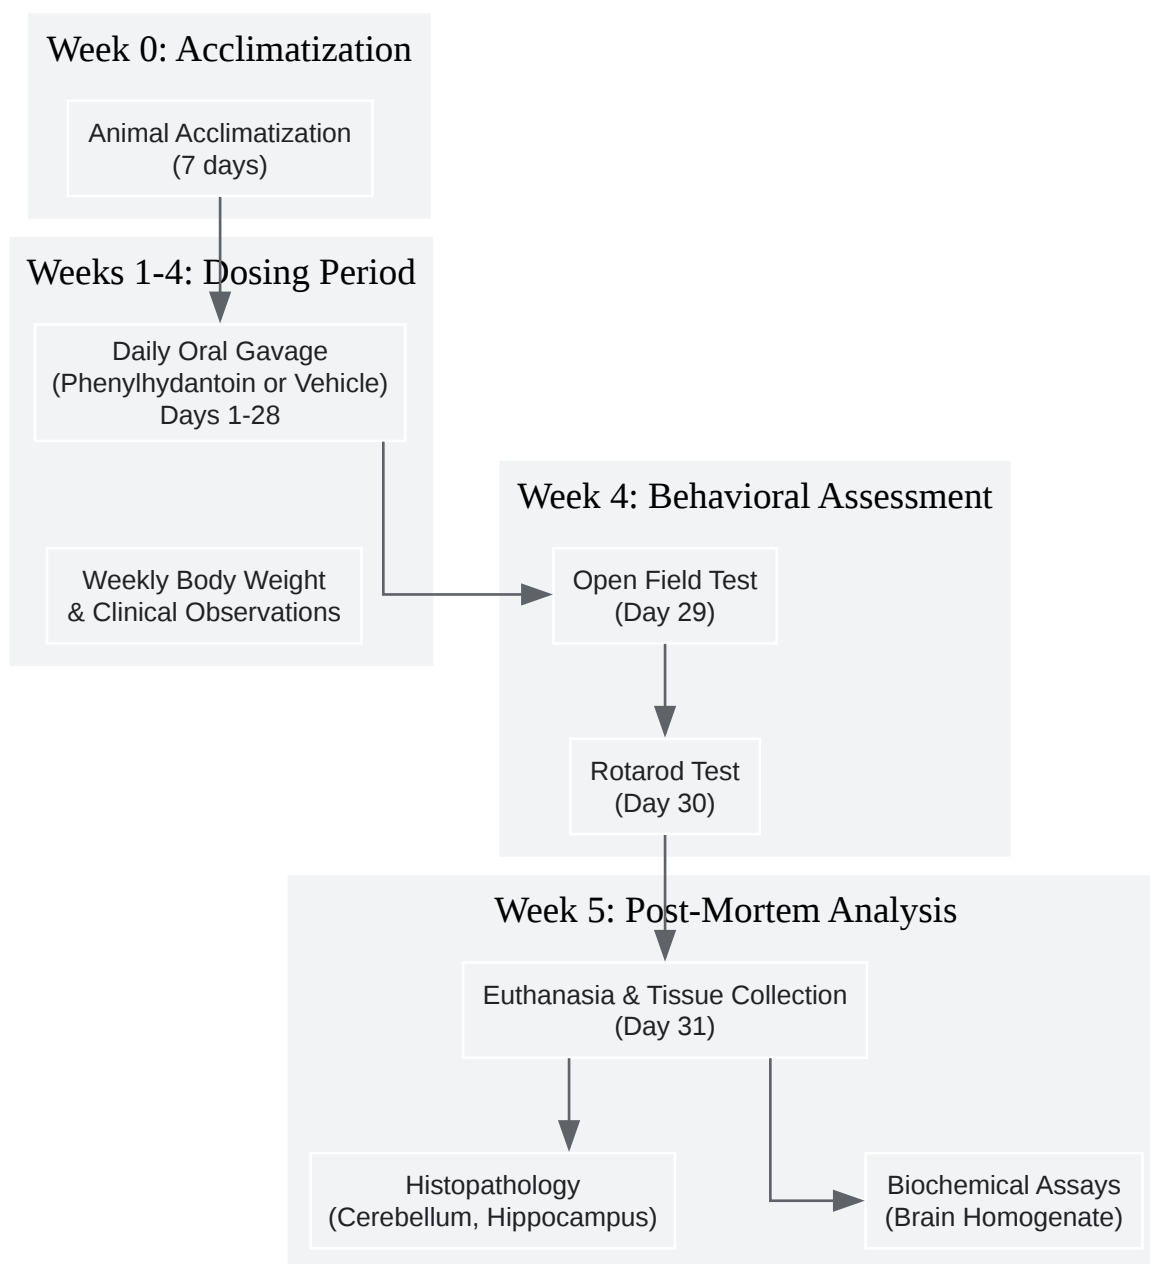 Week 0: Acclimatization
Animal Acclimatization
(7 days)
Weeks 1-4: Dosing Period
Daily Oral Gavage
(Phenylhydantoin or Vehicle)
Days 1-28
Weekly Body Weight
& Clinical Observations
Week 4: Behavioral Assessment
Open Field Test
(Day 29)
Rotarod Test
(Day 30)
Week 5: Post-Mortem Analysis
Euthanasia & Tissue Collection
(Day 31)
Histopathology
(Cerebellum, Hippocampus)
Biochemical Assays
(Brain Homogenate)